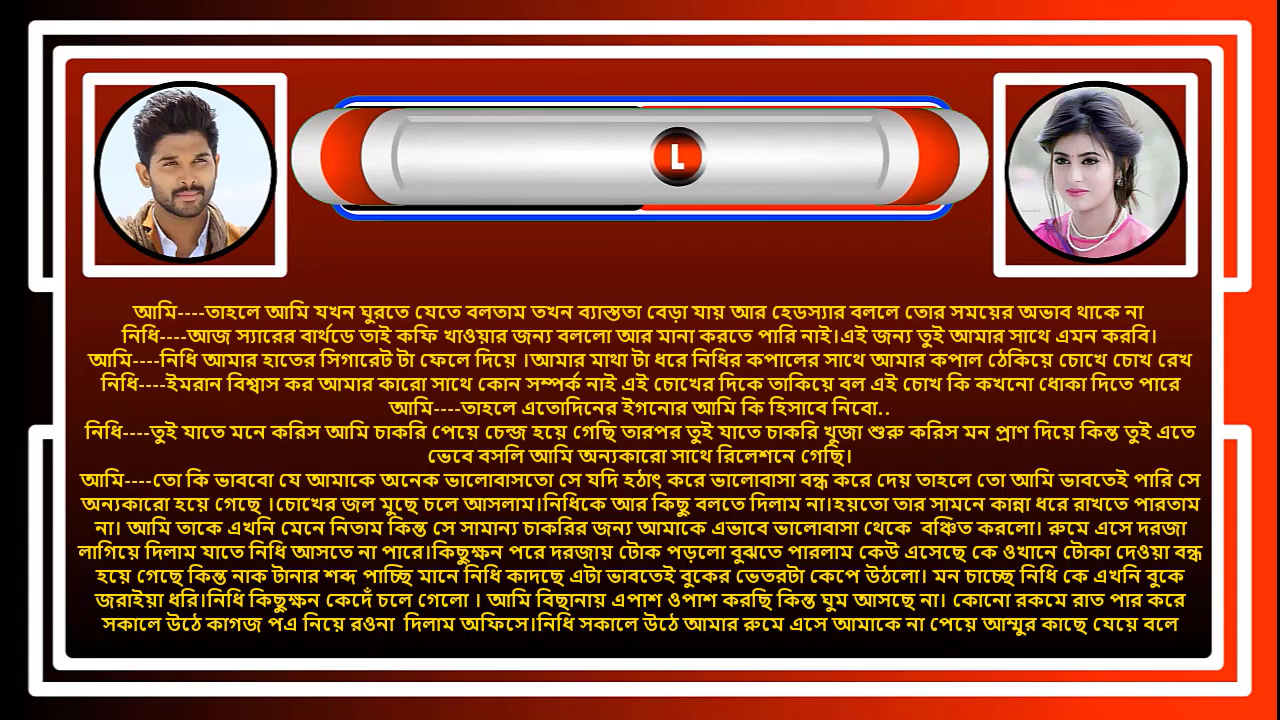 L
আমি----তাহলে আমি যখন ঘুরতে যেতে বলতাম তখন ব্যাস্ততা বেড়া যায় আর হেডস্যার বললে তোর সময়ের অভাব থাকে না
নিধি----আজ স্যারের বার্থডে তাই কফি খাওয়ার জন্য বললো আর মানা করতে পারি নাই।এই জন্য তুই আমার সাথে এমন করবি।
আমি----নিধি আমার হাতের সিগারেট টা ফেলে দিয়ে ।আমার মাথা টা ধরে নিধির কপালের সাথে আমার কপাল ঠেকিয়ে চোখে চোখ রেখ
নিধি----ইমরান বিশ্বাস কর আমার কারো সাথে কোন সম্পর্ক নাই এই চোখের দিকে তাকিয়ে বল এই চোখ কি কখনো ধোকা দিতে পারে
আমি----তাহলে এতোদিনের ইগনোর আমি কি হিসাবে নিবো..
নিধি----তুই যাতে মনে করিস আমি চাকরি পেয়ে চেন্জ হয়ে গেছি তারপর তুই যাতে চাকরি খুজা শুরু করিস মন প্রাণ দিয়ে কিন্ত তুই এতে
ভেবে বসলি আমি অন্যকারো সাথে রিলেশনে গেছি।
আমি----তো কি ভাববো যে আমাকে অনেক ভালোবাসতো সে যদি হঠাৎ করে ভালোবাসা বন্ধ করে দেয় তাহলে তো আমি ভাবতেই পারি সে
অন্যকারো হয়ে গেছে ।চোখের জল মুছে চলে আসলাম।নিধিকে আর কিছু বলতে দিলাম না।হয়তো তার সামনে কান্না ধরে রাখতে পারতাম
না। আমি তাকে এখনি মেনে নিতাম কিন্ত সে সামান্য চাকরির জন্য আমাকে এভাবে ভালোবাসা থেকে  বঞ্চিত করলো। রুমে এসে দরজা
লাগিয়ে দিলাম যাতে নিধি আসতে না পারে।কিছুক্ষন পরে দরজায় টোক পড়লো বুঝতে পারলাম কেউ এসেছে কে ওখানে টোকা দেওয়া বন্ধ
হয়ে গেছে কিন্ত নাক টানার শব্দ পাচ্ছি মানে নিধি কাদছে এটা ভাবতেই বুকের ভেতরটা কেপে উঠলো। মন চাচ্ছে নিধি কে এখনি বুকে
জরাইয়া ধরি।নিধি কিছুক্ষন কেদেঁ চলে গেলো । আমি বিছানায় এপাশ ওপাশ করছি কিন্ত ঘুম আসছে না। কোনো রকমে রাত পার করে
সকালে উঠে কাগজ পএ নিয়ে রওনা  দিলাম অফিসে।নিধি সকালে উঠে আমার রুমে এসে আমাকে না পেয়ে আম্মুর কাছে যেয়ে বলে